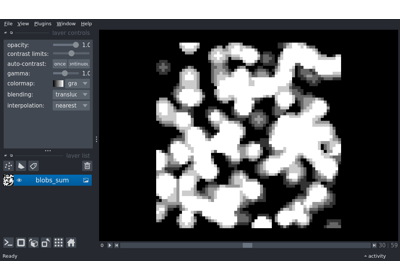 File View Plugins Window Help
layer controls
opacity: 1.0
contrast limits:
auto-contrast: once
gamma: 1.0
colormap: gra
blending: translu
interpolation: nearest
layer list
blobs_sum
0 30 59
Ready activity